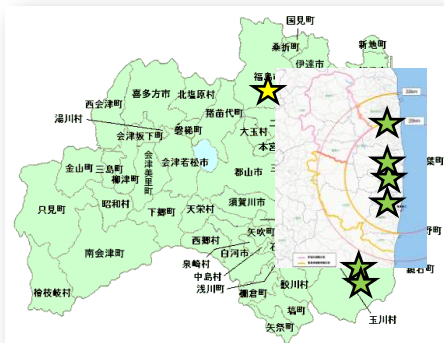 国見町
桑折町
新地町
伊達市
福島市
喜多方市
北塩原村
西会津町
猪苗代町
湯川村
磐梯町
大玉村
会津坂下町
本宮
会津若松市
会津美里町
金山町
三島町
柳津町
郡山市
昭和村
只見町
下郷町
天栄村
須賀川市
南会津町
西郷村
矢吹町
白河市
泉崎村
中島村
浅川町
棚倉町
鮫川村
檜枝岐村
塙町
矢祭町
玉川村
葉町
野町
20km